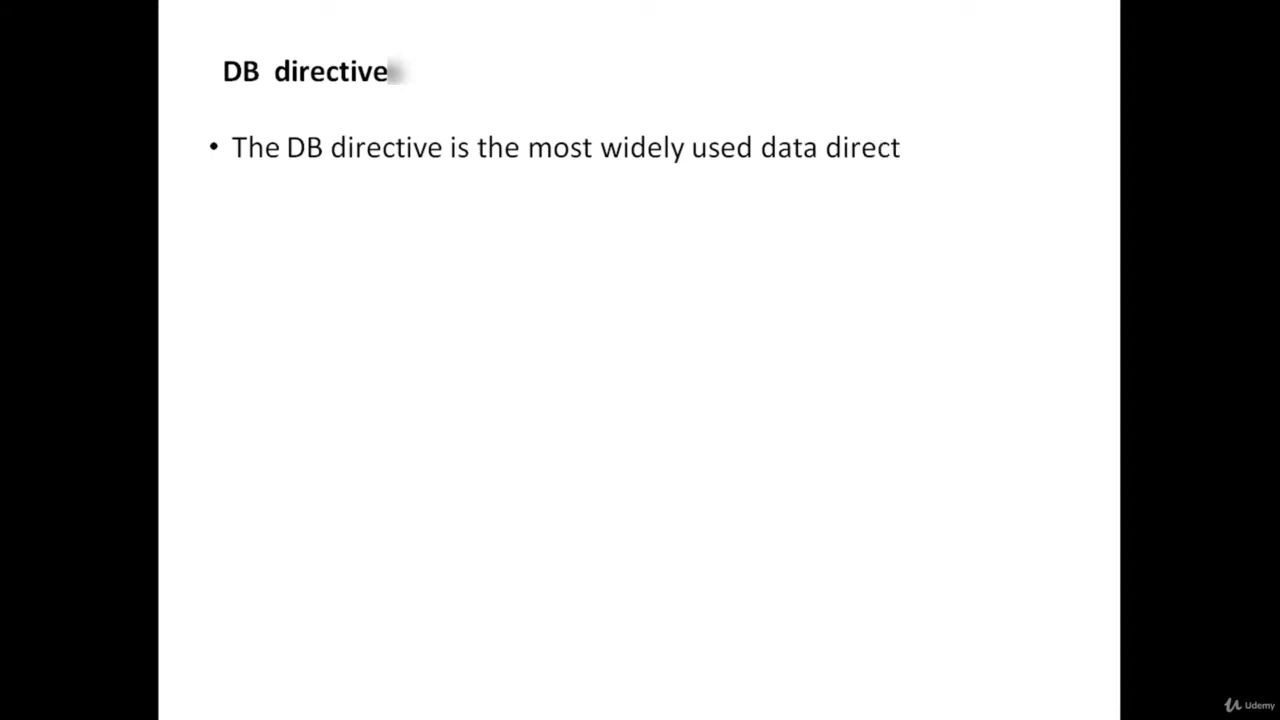 DB directive
• The DB directive is the most widely used data direct
Udemy